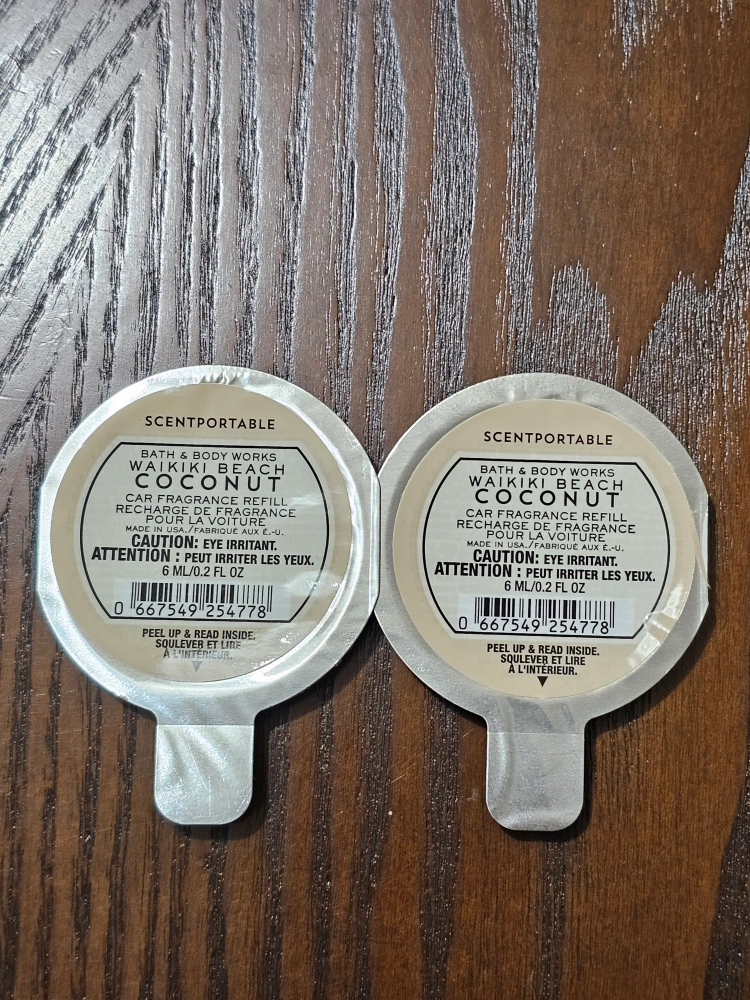 SCENTPORTABLE
BATH & BODY WORKS
WAIKIKI BEACH
COCONUT
CAR FRAGRANCE REFILL
RECHARGE DE FRAGRANCE
POUR LA VOITURE
MADE IN USA./FABRIQUÉ AUX É.-U.
CAUTION: EYE IRRITANT.
ATTENTION : PEUT IRRITER LES YEUX.
6 ML/0.2 FL OZ
0 667549 254778
PEEL UP & READ INSIDE.
SQULEVER ET LIRE
À L'INTÉRIEUR.
SCENTPORTABLE
BATH & BODY WORKS
WAIKIKI BEACH
COCONUT
CAR FRAGRANCE REFILL
RECHARGE DE FRAGRANCE
POUR LA VOITURE
MADE IN USA./FABRIQUÉ AUX É.-U.
CAUTION: EYE IRRITANT.
ATTENTION : PEUT IRRITER LES YEUX.
6 ML/0.2 FL OZ
0 667549 254778
PEEL UP & READ INSIDE.
SQULEVER ET LIRE
À L'INTÉRIEUR.